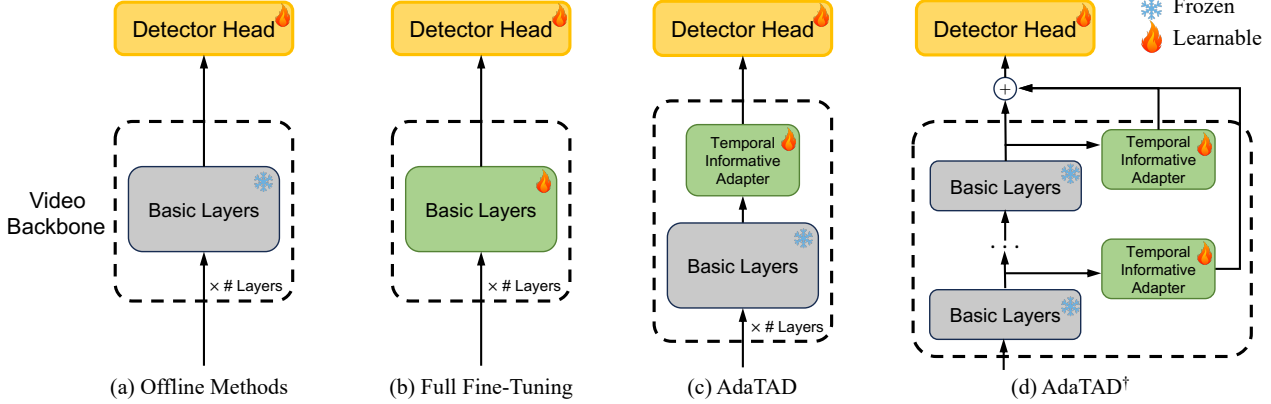 Detector Head
Detector Head
Detector Head
Detector Head
Frozen
Learnable
Video
Backbone
Basic Layers
× # Layers
Basic Layers
× # Layers
Temporal
Informative
Adapter
Basic Layers
× # Layers
+
Temporal
Informative
Adapter
Basic Layers
...
Temporal
Informative
Adapter
Basic Layers
(a) Offline Methods
(b) Full Fine-Tuning
(c) AdaTAD
(d) AdaTAD†